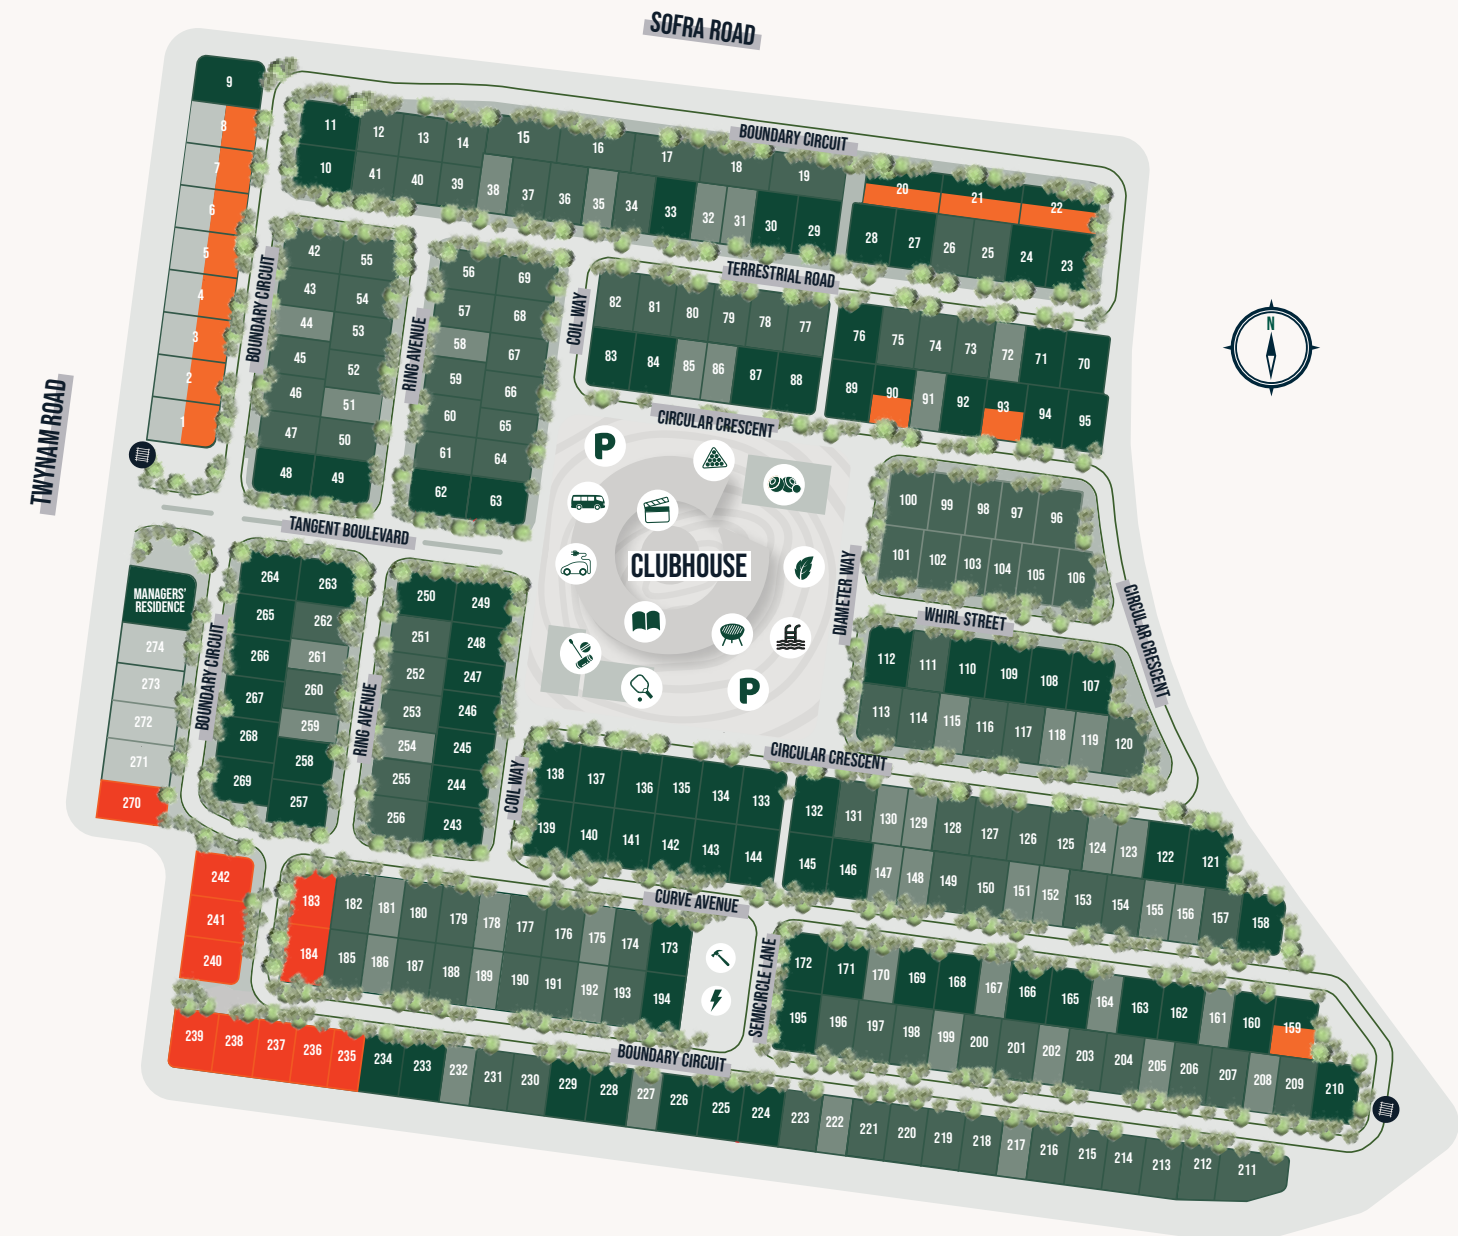 SOFRA ROAD
BOUNDARY CIRCUIT
9
8
7
6
5
4
3
2
1
11 12 13 14 15 16 17 18 19 20 21 22
10 41 40 39 38 37 36 35 34 33 32 31 30 29 28 27 26 25 24 23
TERRESTRIAL ROAD
BOUNDARY CIRCUIT
RING AVENUE
COIL WAY
TWYNAM ROAD
42 55
43 54
44 53
45 52
46 51
47 50
48 49
56 69
57 68
58 67
59 66
60 65
61 64
62 63
82 81 80 79 78 77
83 84 85 86 87 88
76 75 74 73 72 71 70
89 90 91 92 93 94 95
N
CIRCULAR CRESCENT
P
CLUBHOUSE
P
DIAMETER WAY
100 99 98 97 96
101 102 103 104 105 106
WHIRL STREET
CIRCULAR CRESCENT
112 111 110 109 108 107
113 114 115 116 117 118 119 120
TANGENT BOULEVARD
MANAGERS'
RESIDENCE
274
273
272
271
270
BOUNDARY CIRCUIT
RING AVENUE
COIL WAY
264 263
265 262
266 261
267 260
268 259
269 258
257
250 249
251 248
252 247
253 246
254 245
255 244
256 243
CIRCULAR CRESCENT
138 137 136 135 134 133
139 140 141 142 143 144
132 131 130 129 128 127 126 125 124 123 122 121
145 146 147 148 149 150 151 152 153 154 155 156 157 158
CURVE AVENUE
SEMICIRCLE LANE
242
241
240
183 182 181 180 179 178 177 176 175 174 173
184 185 186 187 188 189 190 191 192 193 194
172 171 170 169 168 167 166 165 164 163 162 161 160 159
195 196 197 198 199 200 201 202 203 204 205 206 207 208 209 210
BOUNDARY CIRCUIT
239 238 237 236 235 234 233 232 231 230 229 228 227 226 225 224 223 222 221 220 219 218 217 216 215 214 213 212 211